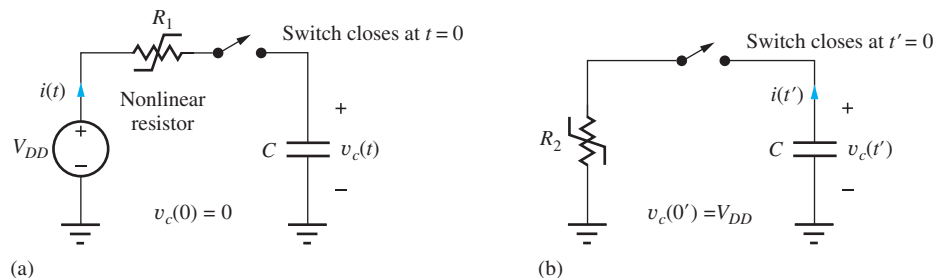 R1
Switch closes at t = 0
i(t)
Nonlinear
resistor
+
VDD
+
−
C
vc(t)
−
vc(0) = 0
(a)
Switch closes at t′ = 0
i(t′)
+
R2
C
vc(t′)
−
vc(0′) = VDD
(b)